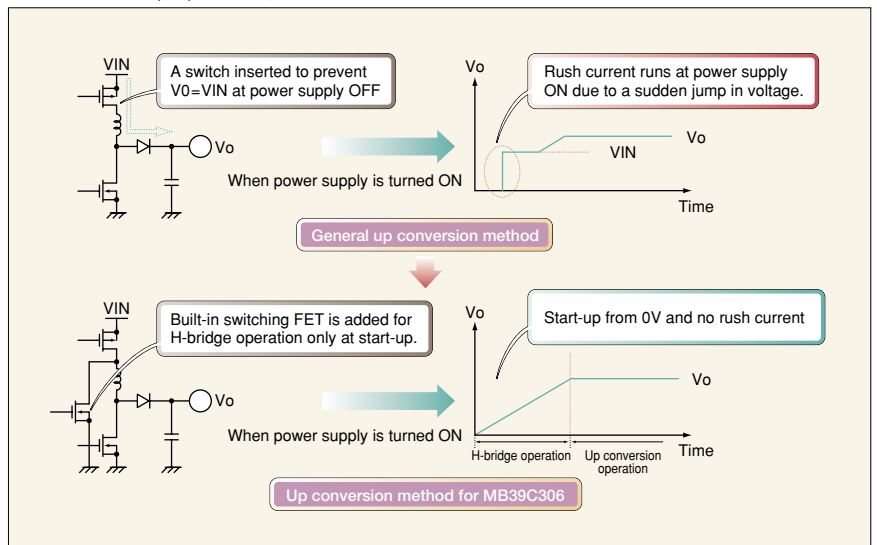 VIN
A switch inserted to prevent
V0=VIN at power supply OFF
Vo
When power supply is turned ON
Vo
Rush current runs at power supply
ON due to a sudden jump in voltage.
Vo
VIN
Time
General up conversion method
VIN
Built-in switching FET is added for
H-bridge operation only at start-up.
Vo
When power supply is turned ON
Vo
Start-up from 0V and no rush current
Vo
H-bridge operation
Up conversion
operation
Time
Up conversion method for MB39C306